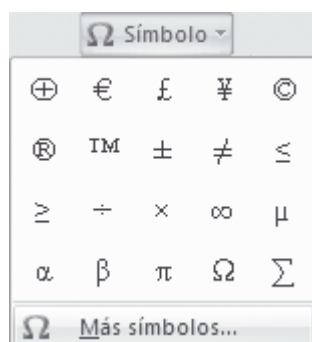 Ω Símbolo
⊕ € £ ¥ ©
® ™ ± ≠ ≤
≥ ÷ × ∞ µ
α β π Ω ∑
Ω Más símbolos...